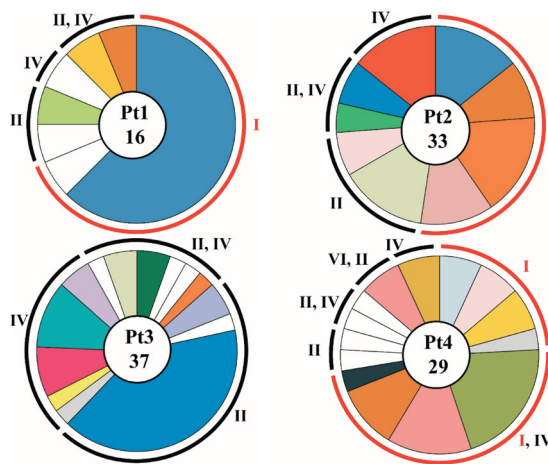 II, IV
IV
II
Pt1
16
I
IV
II, IV
II
Pt2
33
II, IV
IV
Pt3
37
II
IV
VI, II
II, IV
II
Pt4
29
I
I, IV